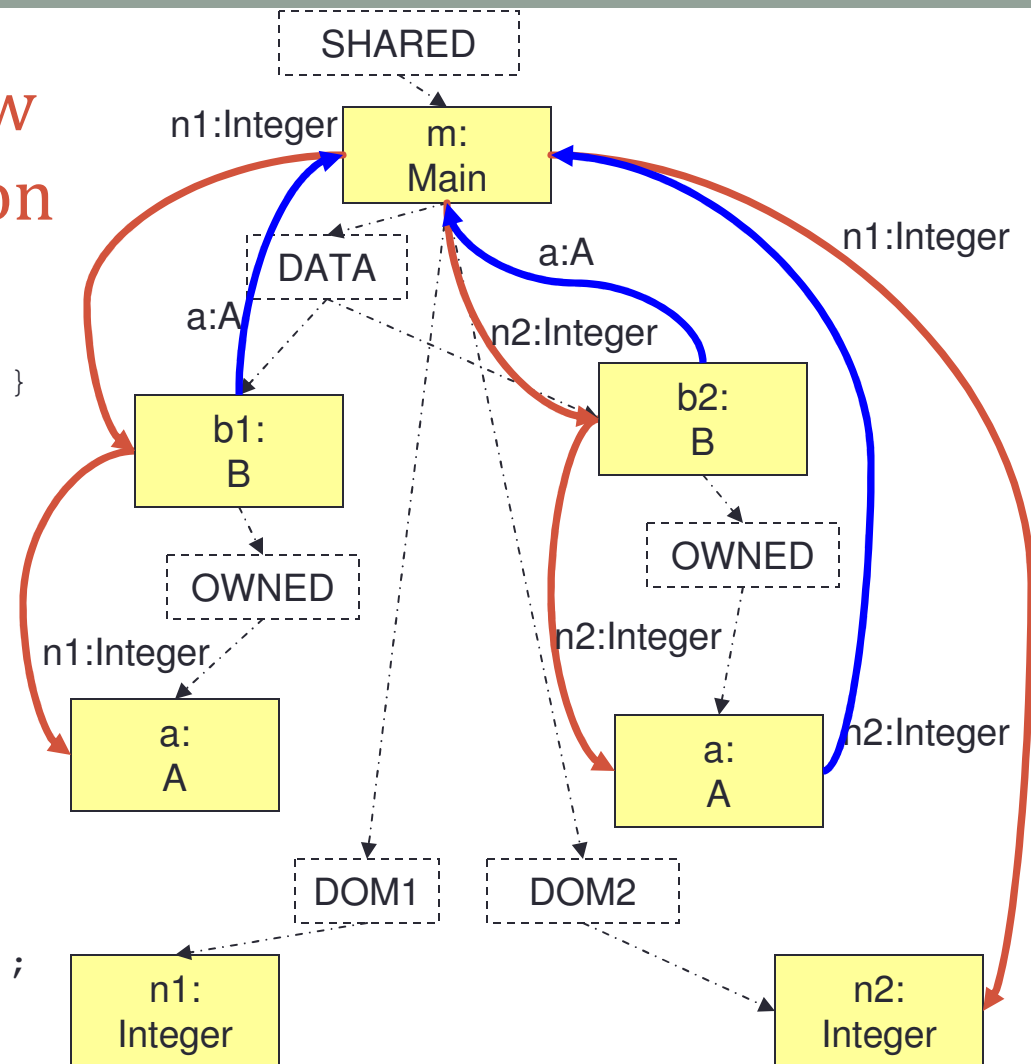 SHARED
n1:Integer
m:
Main
n1:Integer
DATA
a:A
a:A
n2:Integer
}
b1:
B
b2:
B
OWNED
OWNED
n1:Integer
n2:Integer
a:
A
a:
A
n2:Integer
DOM1
DOM2
;
n1:
Integer
n2:
Integer